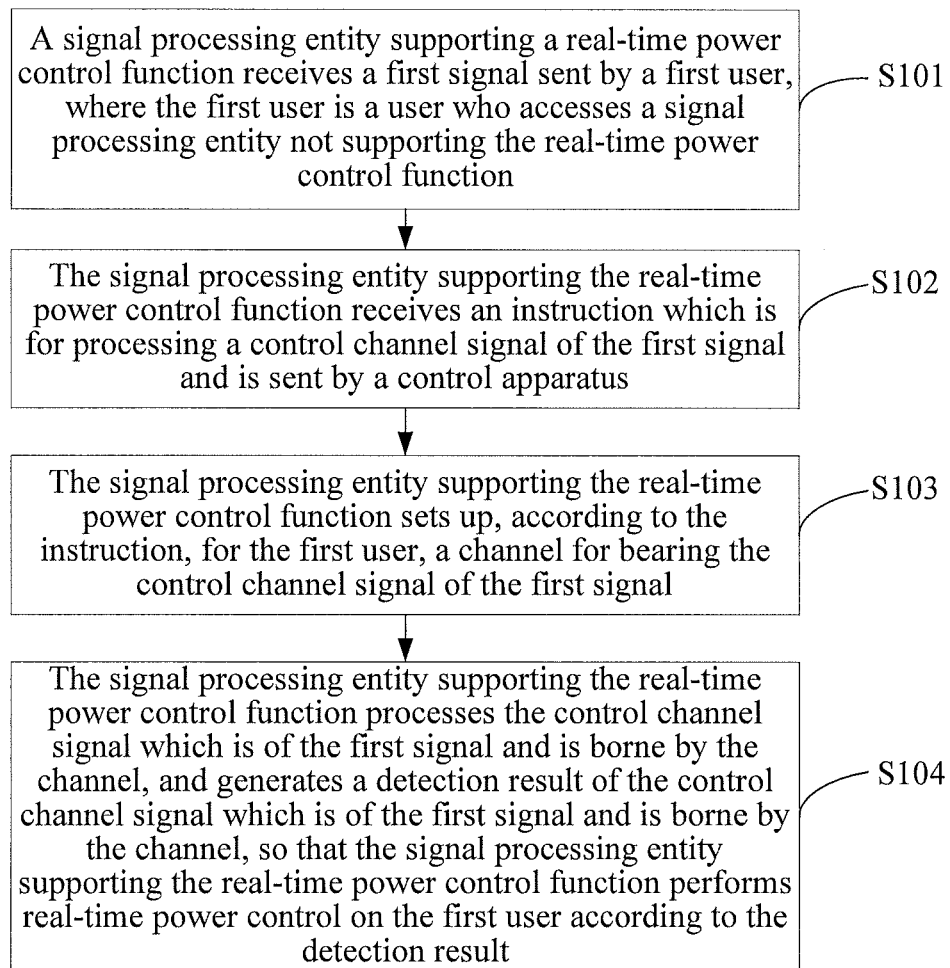 A signal processing entity supporting a real-time power
control function receives a first signal sent by a first user,
where the first user is a user who accesses a signal
processing entity not supporting the real-time power
control function
S101
The signal processing entity supporting the real-time
power control function receives an instruction which is
for processing a control channel signal of the first signal
and is sent by a control apparatus
S102
The signal processing entity supporting the real-time
power control function sets up, according to the
instruction, for the first user, a channel for bearing the
control channel signal of the first signal
S103
The signal processing entity supporting the real-time
power control function processes the control channel
signal which is of the first signal and is borne by the
channel, and generates a detection result of the control
channel signal which is of the first signal and is borne by
the channel, so that the signal processing entity
supporting the real-time power control function performs
real-time power control on the first user according to the
detection result
S104